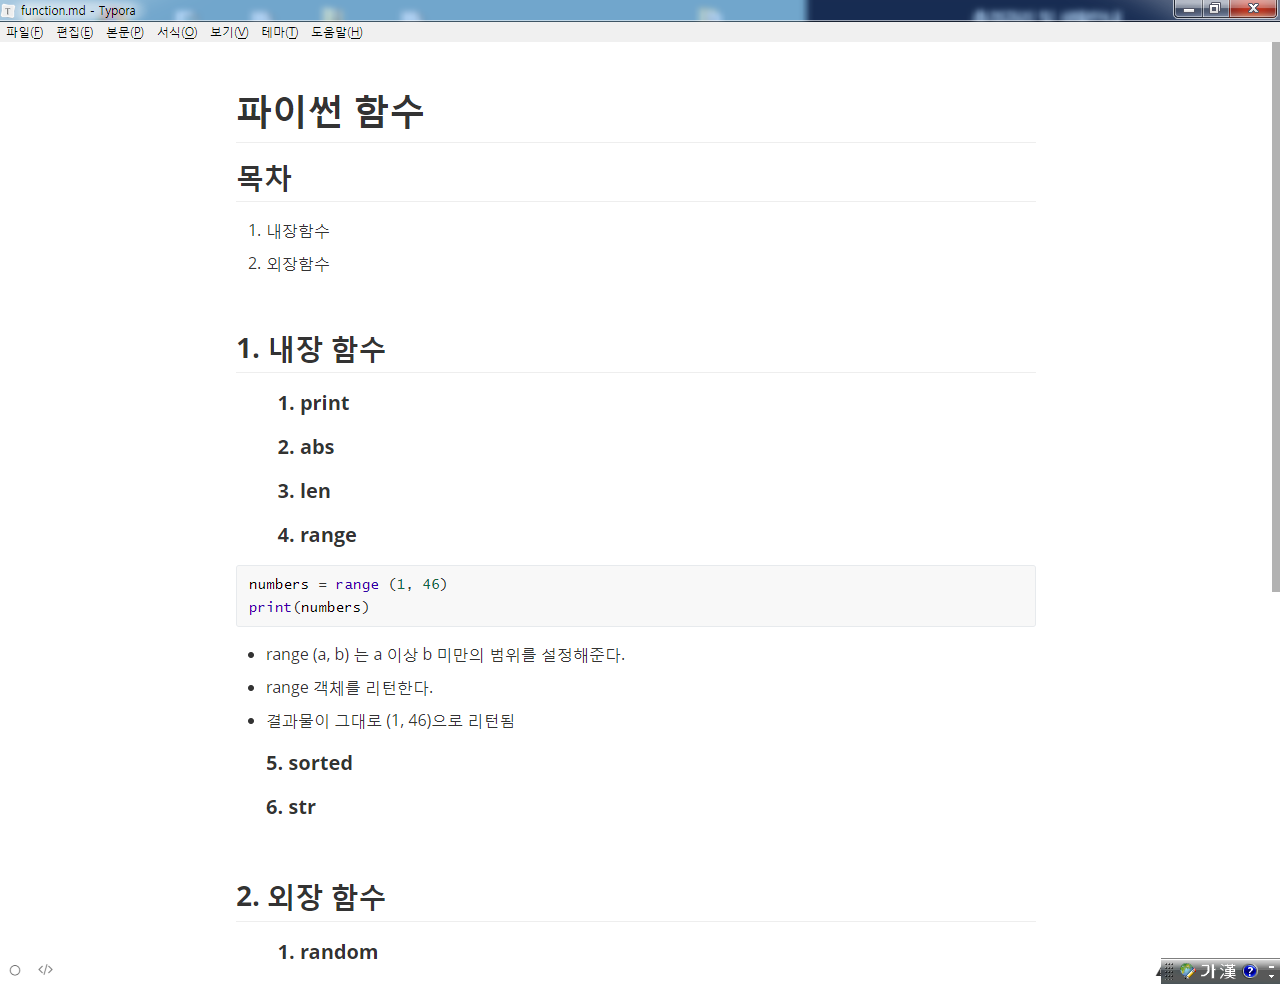 function.md - Typora
파일(F) 편집(E) 본문(P) 서식(O) 보기(V) 테마(T) 도움말(H)
파이썬 함수
목차
1. 내장함수
2. 외장함수
1. 내장 함수
1. print
2. abs
3. len
4. range
numbers = range (1, 46)
print(numbers)
range (a, b) 는 a 이상 b 미만의 범위를 설정해준다.
range 객체를 리턴한다.
결과물이 그대로 (1, 46)으로 리턴됨
5. sorted
6. str
2. 외장 함수
1. random
</> 
가 漢 ?